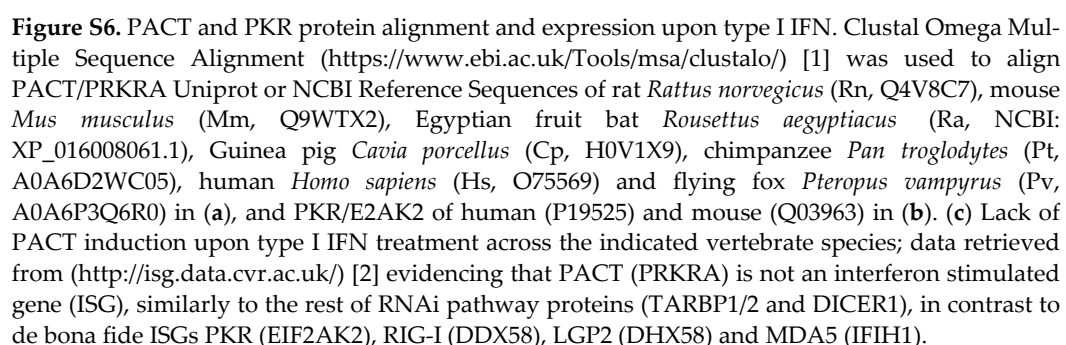 Figure S6. PACT and PKR protein alignment and expression upon type I IFN. Clustal Omega Mul-
tiple Sequence Alignment (https://www.ebi.ac.uk/Tools/msa/clustalo/) [1] was used to align
PACT/PRKRA Uniprot or NCBI Reference Sequences of rat Rattus norvegicus (Rn, Q4V8C7), mouse
Mus musculus (Mm, Q9WTX2), Egyptian fruit bat Rousettus aegyptiacus (Ra, NCBI:
XP_016008061.1), Guinea pig Cavia porcellus (Cp, H0V1X9), chimpanzee Pan troglodytes (Pt,
A0A6D2WC05), human Homo sapiens (Hs, O75569) and flying fox Pteropus vampyrus (Pv,
A0A6P3Q6R0) in (a), and PKR/E2AK2 of human (P19525) and mouse (Q03963) in (b). (c) Lack of
PACT induction upon type I IFN treatment across the indicated vertebrate species; data retrieved
from (http://isg.data.cvr.ac.uk/) [2] evidencing that PACT (PRKRA) is not an interferon stimulated
gene (ISG), similarly to the rest of RNAi pathway proteins (TARBP1/2 and DICER1), in contrast to
de bona fide ISGs PKR (EIF2AK2), RIG-I (DDX58), LGP2 (DHX58) and MDA5 (IFIH1).